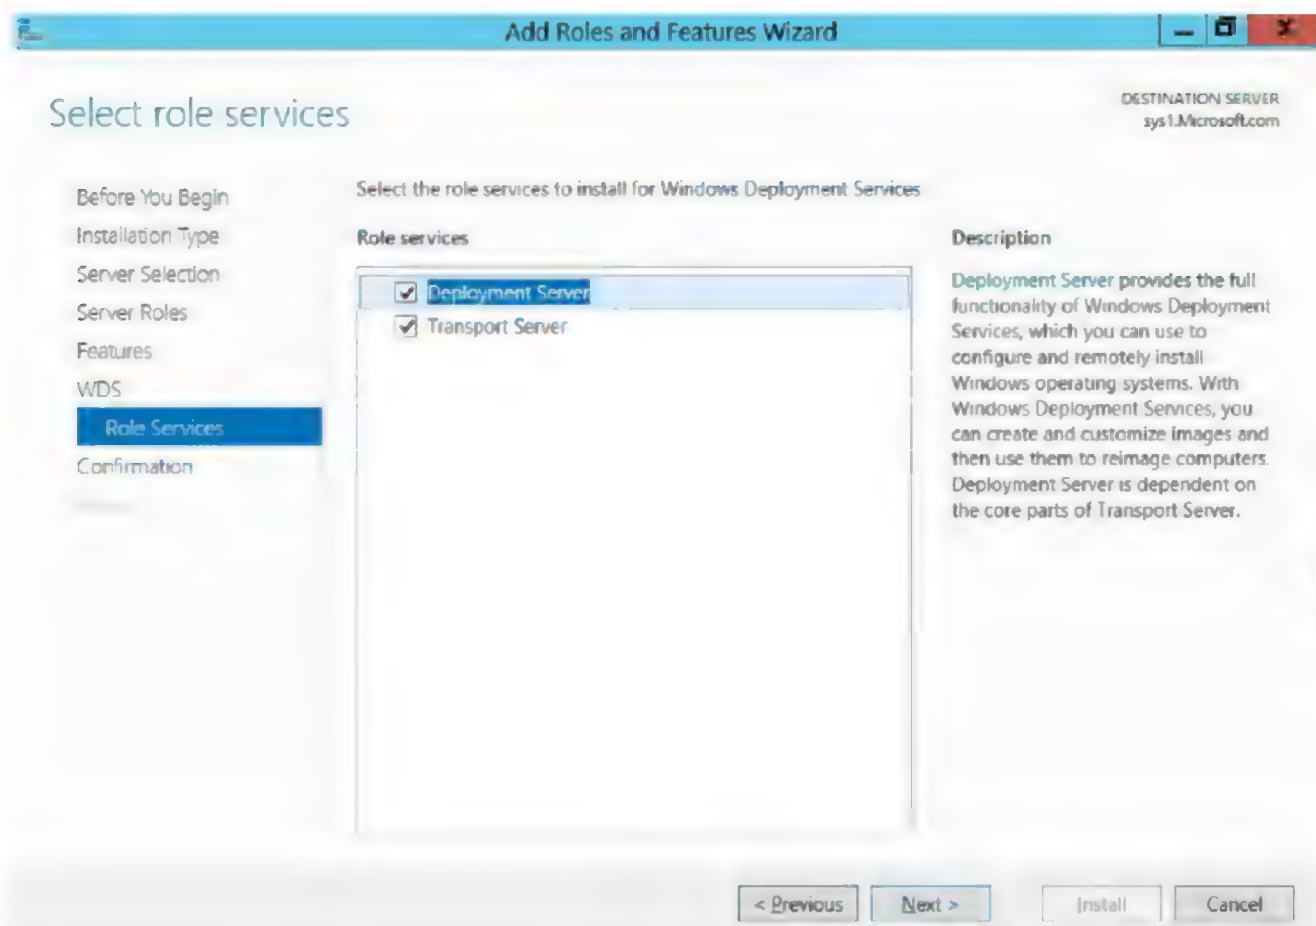 Add Roles and Features Wizard
Select role services
DESTINATION SERVER
sys1.Microsoft.com
Before You Begin
Installation Type
Server Selection
Server Roles
Features
WDS
Role Services
Confirmation
Select the role services to install for Windows Deployment Services
Role services
Deployment Server
Transport Server
Description
Deployment Server provides the full
functionality of Windows Deployment
Services, which you can use to
configure and remotely install
Windows operating systems. With
Windows Deployment Services, you
can create and customize images and
then use them to reimage computers.
Deployment Server is dependent on
the core parts of Transport Server.
< Previous
Next >
Install
Cancel